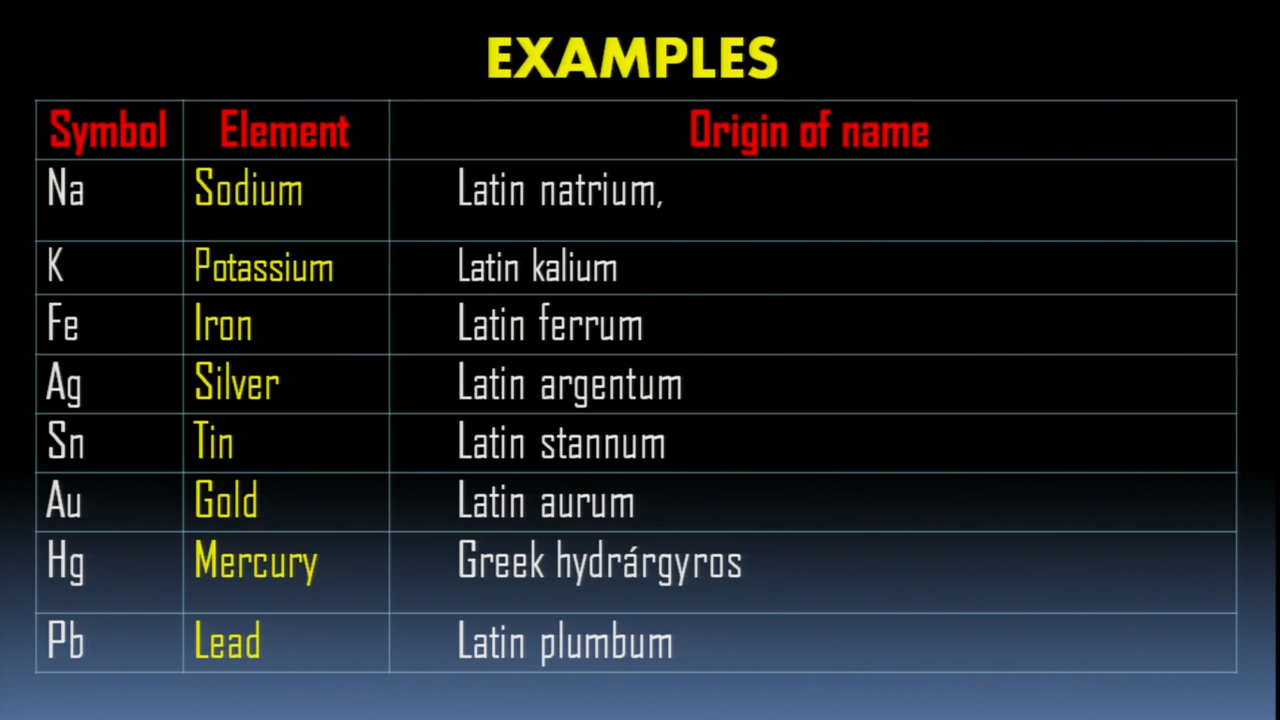 EXAMPLES
Symbol Element Origin of name
Na Sodium Latin natrium,
K Potassium Latin kalium
Fe Iron Latin ferrum
Ag Silver Latin argentum
Sn Tin Latin stannum
Au Gold Latin aurum
Hg Mercury Greek hydrárgyros
Pb Lead Latin plumbum